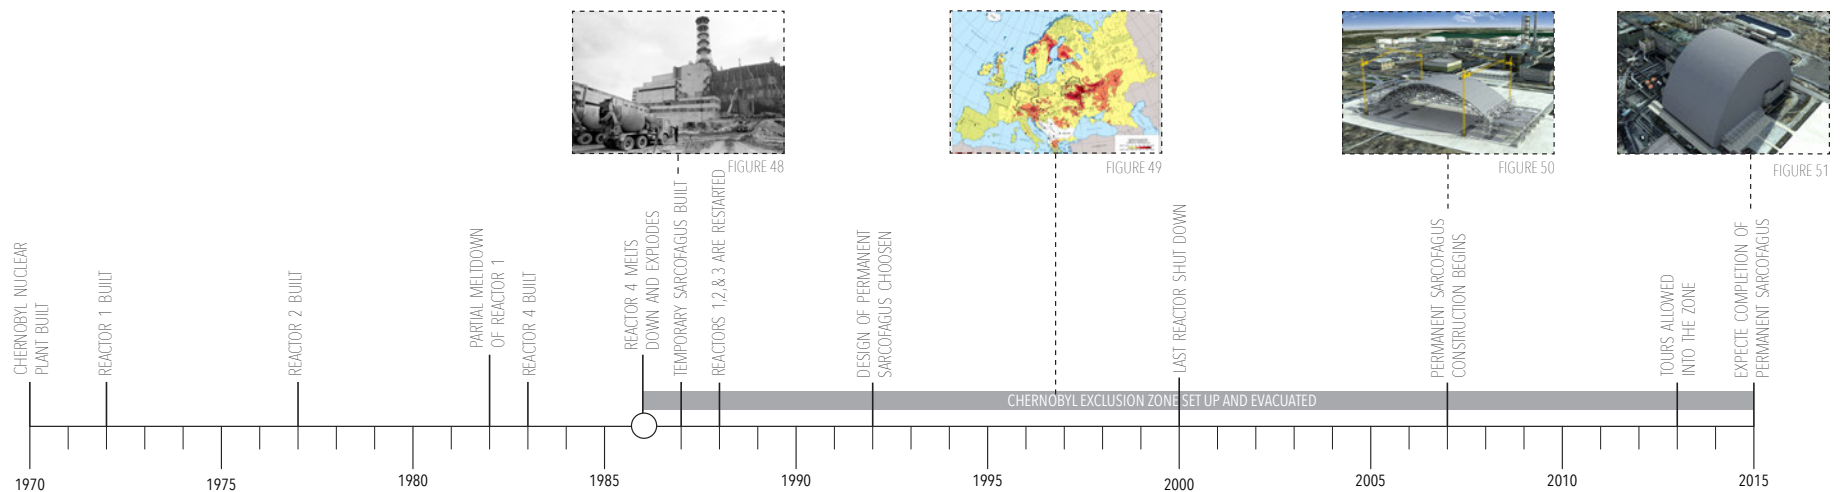 FIGURE 48
FIGURE 49
FIGURE 50
FIGURE 51
CHERNOBYL NUCLEAR
PLANT BUILT
REACTOR 1 BUILT
REACTOR 2 BUILT
PARTIAL MELTDOWN
OF REACTOR 1
REACTOR 4 BUILT
REACTOR 4 MELTS
DOWN AND EXPLODES
TEMPORARY SARCOFAGUS BUILT
REACTORS 1,2,& 3 ARE RESTARTED
DESIGN OF PERMANENT
SARCOFAGUS CHOOSEN
LAST REACTOR SHUT DOWN
PERMANENT SARCOFAGUS
CONSTRUCTION BEGINS
TOURS ALLOWED
INTO THE ZONE
EXPECTE COMPLETION OF
PERMANENT SARCOFAGUS
CHERNOBYL EXCLUSION ZONE SET UP AND EVACUATED
1970
1975
1980
1985
1990
1995
2000
2005
2010
2015